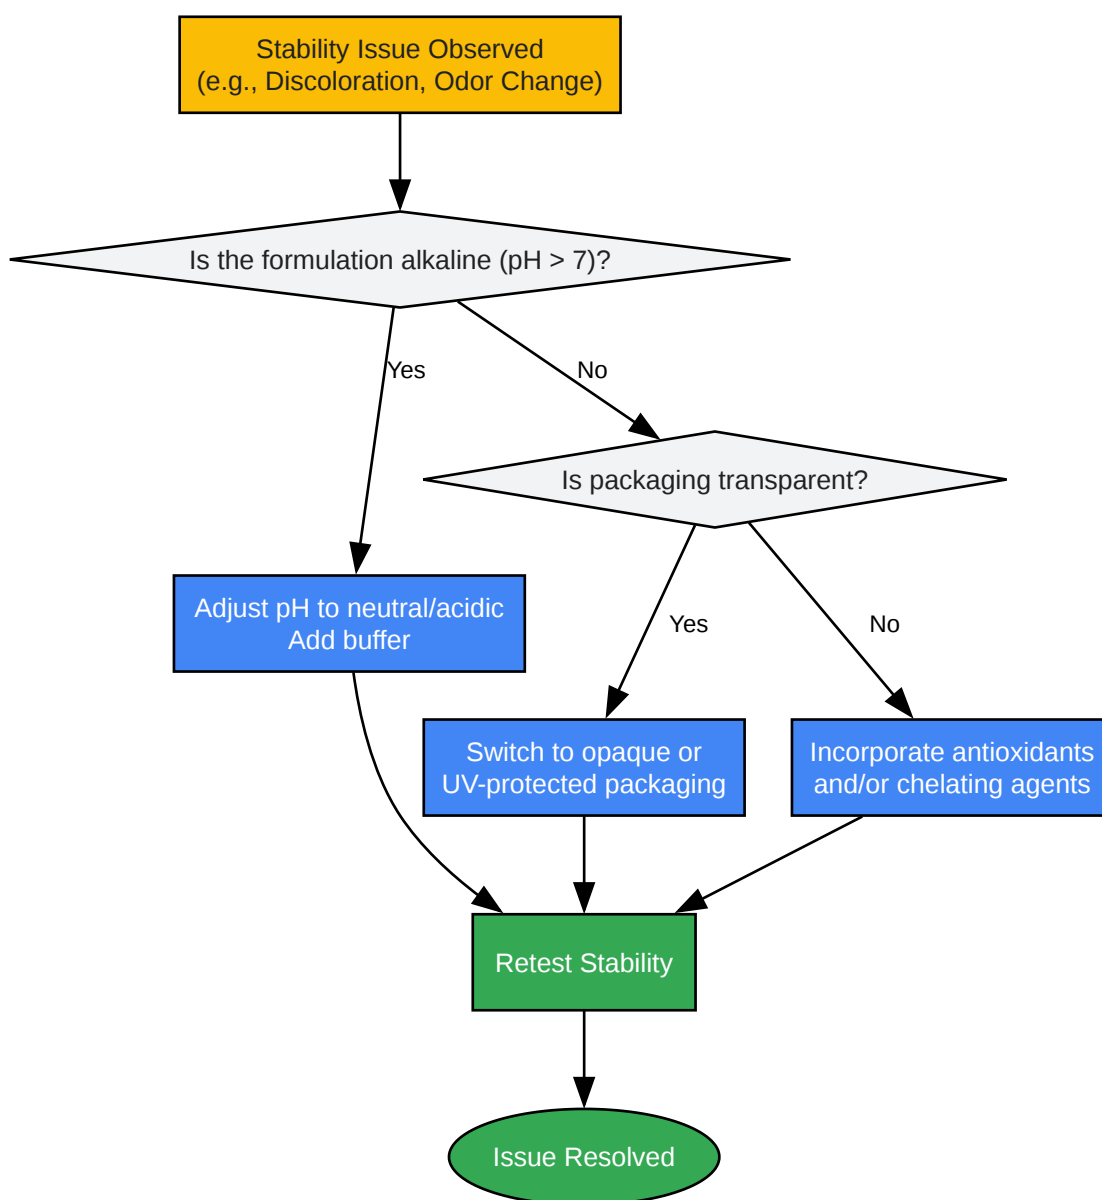 Stability Issue Observed
(e.g., Discoloration, Odor Change)
Is the formulation alkaline (pH > 7)?
Yes
No
Is packaging transparent?
Adjust pH to neutral/acidic
Add buffer
Yes
No
Switch to opaque or
UV-protected packaging
Incorporate antioxidants
and/or chelating agents
Retest Stability
Issue Resolved